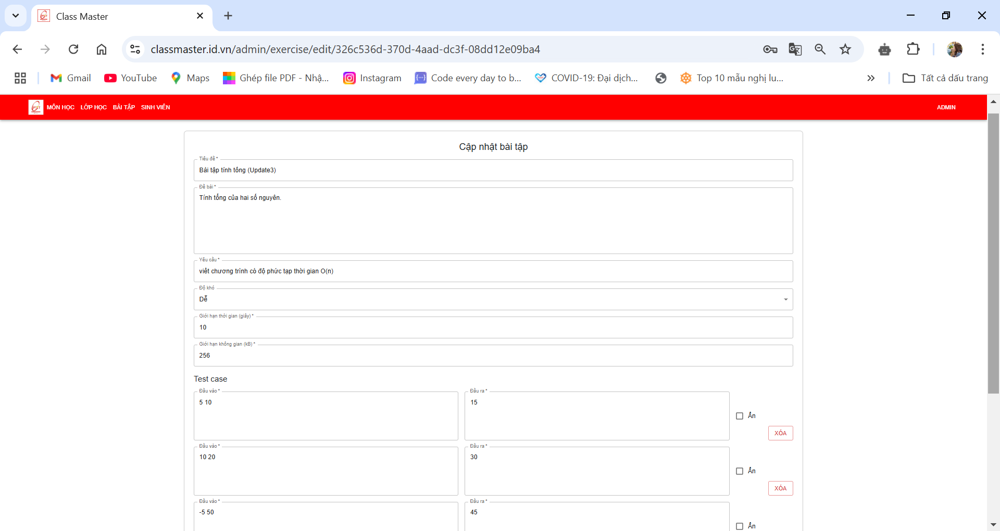 Class Master
classmaster.id.vn/admin/exercise/edit/326c536d-370d-4aad-dc3f-08dd12e09ba4
Gmail YouTube Maps Ghép file PDF - Nhậ... Instagram Code every day to b... COVID-19: Đại dịch... Top 10 mẫu nghị lu... Tất cả dấu trang
MÔN HỌC LỚP HỌC BÀI TẬP SINH VIÊN ADMIN
Cập nhật bài tập
Tiêu đề *
Bài tập tính tổng (Update3)
Đề bài *
Tính tổng của hai số nguyên.
Yêu cầu *
viết chương trình có độ phức tạp thời gian O(n)
Độ khó
Dễ
Giới hạn thời gian (giây) *
10
Giới hạn không gian (kB) *
256
Test case
Đầu vào * Đầu ra *
5 10 15
Ẩn
XÓA
Đầu vào * Đầu ra *
10 20 30
Ẩn
XÓA
Đầu vào * Đầu ra *
-5 50 45
Ẩn